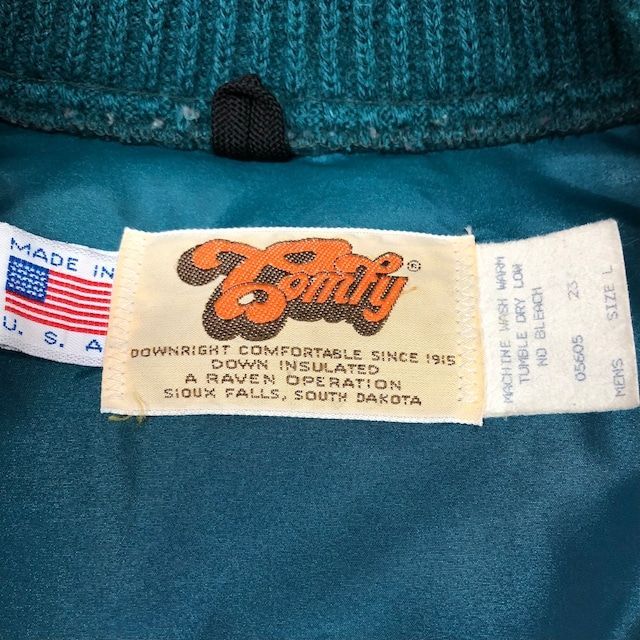 MADE IN
U. S. A
Comfy®
DOWNRIGHT COMFORTABLE SINCE 1915
DOWN INSULATED
A RAVEN OPERATION
SIOUX FALLS, SOUTH DAKOTA
MACHINE WASH WARM
TUMBLE DRY LOW
NO BLEACH
05605 23
MENS SIZE L